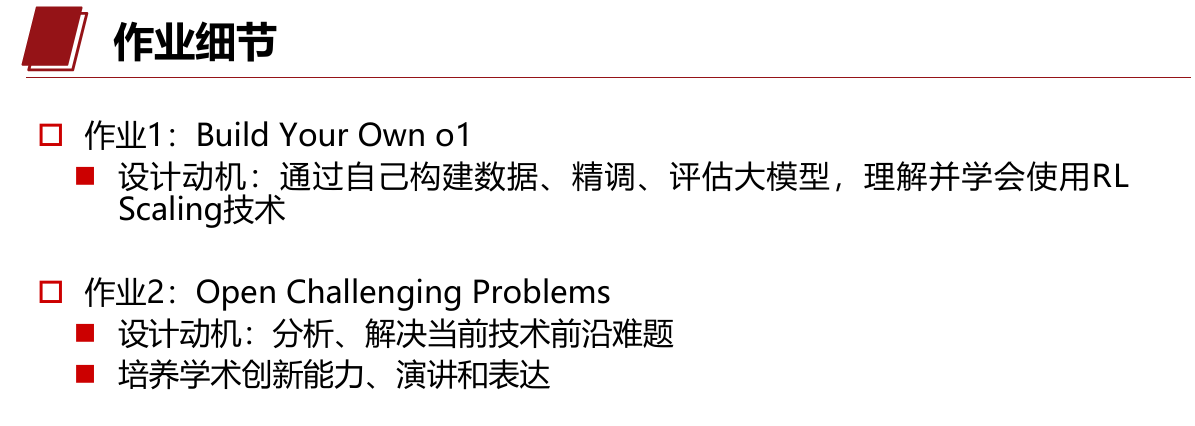 作业细节
作业1：Build Your Own o1
设计动机：通过自己构建数据、精调、评估大模型，理解并学会使用RL
Scaling技术
作业2：Open Challenging Problems
设计动机：分析、解决当前技术前沿难题
培养学术创新能力、演讲和表达